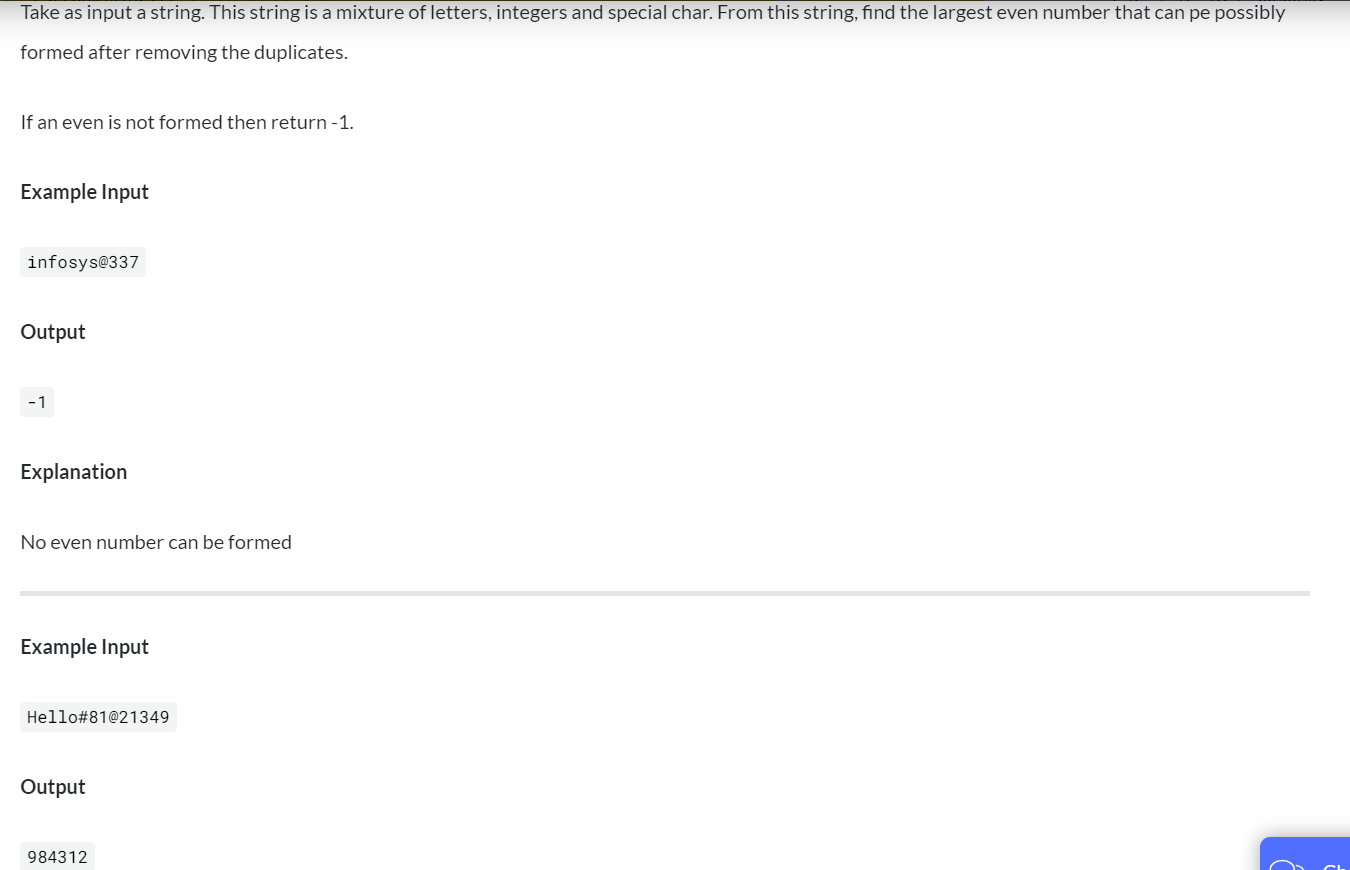 Take as input a string. This string is a mixture of letters, integers and special char. From this string, find the largest even number that can pe possibly
formed after removing the duplicates.
If an even is not formed then return -1.
Example Input
infosys@337
Output
-1
Explanation
No even number can be formed
Example Input
Hello#81@21349
Output
984312